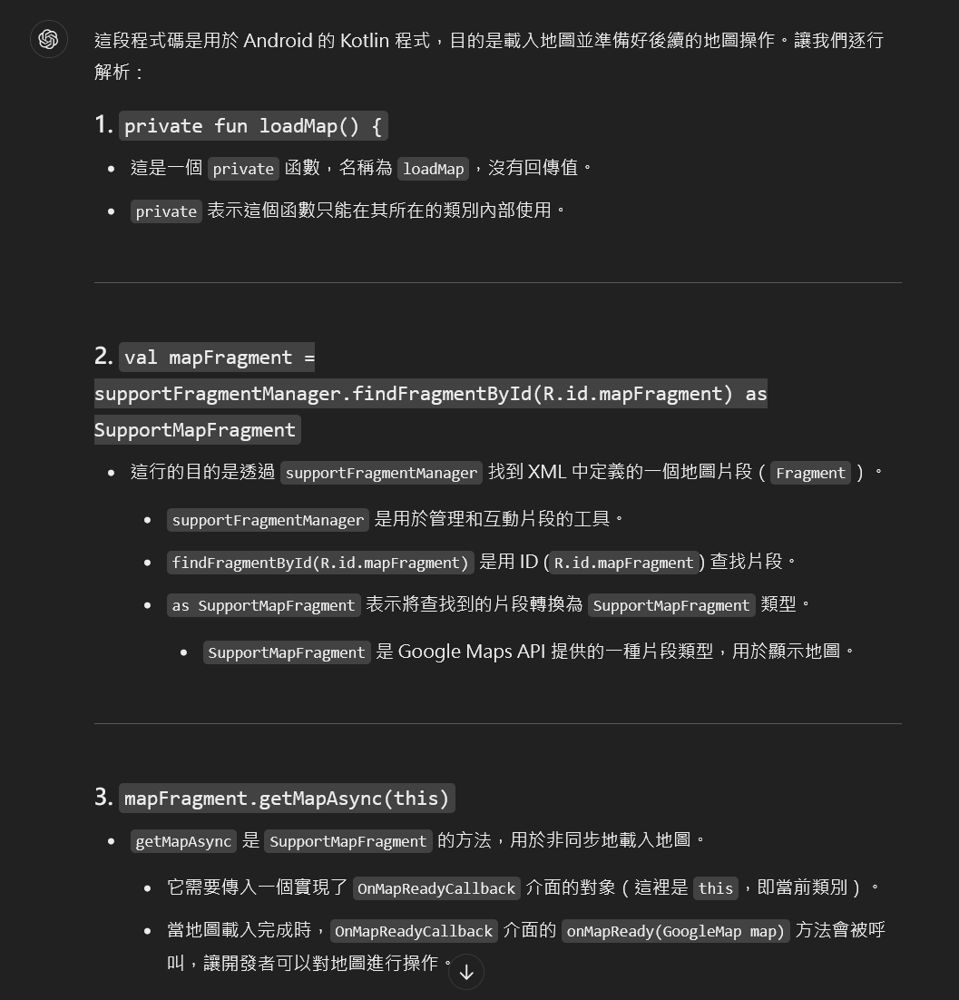 這段程式碼是用於 Android 的 Kotlin 程式，目的是載入地圖並準備好後續的地圖操作。讓我們逐行
解析：
1. private fun loadMap() {
• 這是一個 private 函數，名稱為 loadMap，沒有回傳值。
• private 表示這個函數只能在其所在的類別內部使用。
2. val mapFragment =
supportFragmentManager.findFragmentById(R.id.mapFragment) as
SupportMapFragment
• 這行的目的是透過 supportFragmentManager 找到 XML 中定義的一個地圖片段（Fragment）。
• supportFragmentManager 是用於管理和互動片段的工具。
• findFragmentById(R.id.mapFragment) 是用 ID (R.id.mapFragment) 查找片段。
• as SupportMapFragment 表示將查找到的片段轉換為 SupportMapFragment 類型。
• SupportMapFragment 是 Google Maps API 提供的一種片段類型，用於顯示地圖。
3. mapFragment.getMapAsync(this)
• getMapAsync 是 SupportMapFragment 的方法，用於非同步地載入地圖。
• 它需要傳入一個實現了 OnMapReadyCallback 介面的對象（這裡是 this，即當前類別）。
• 當地圖載入完成時，OnMapReadyCallback 介面的 onMapReady(GoogleMap map) 方法會被呼
叫，讓開發者可以對地圖進行操作。